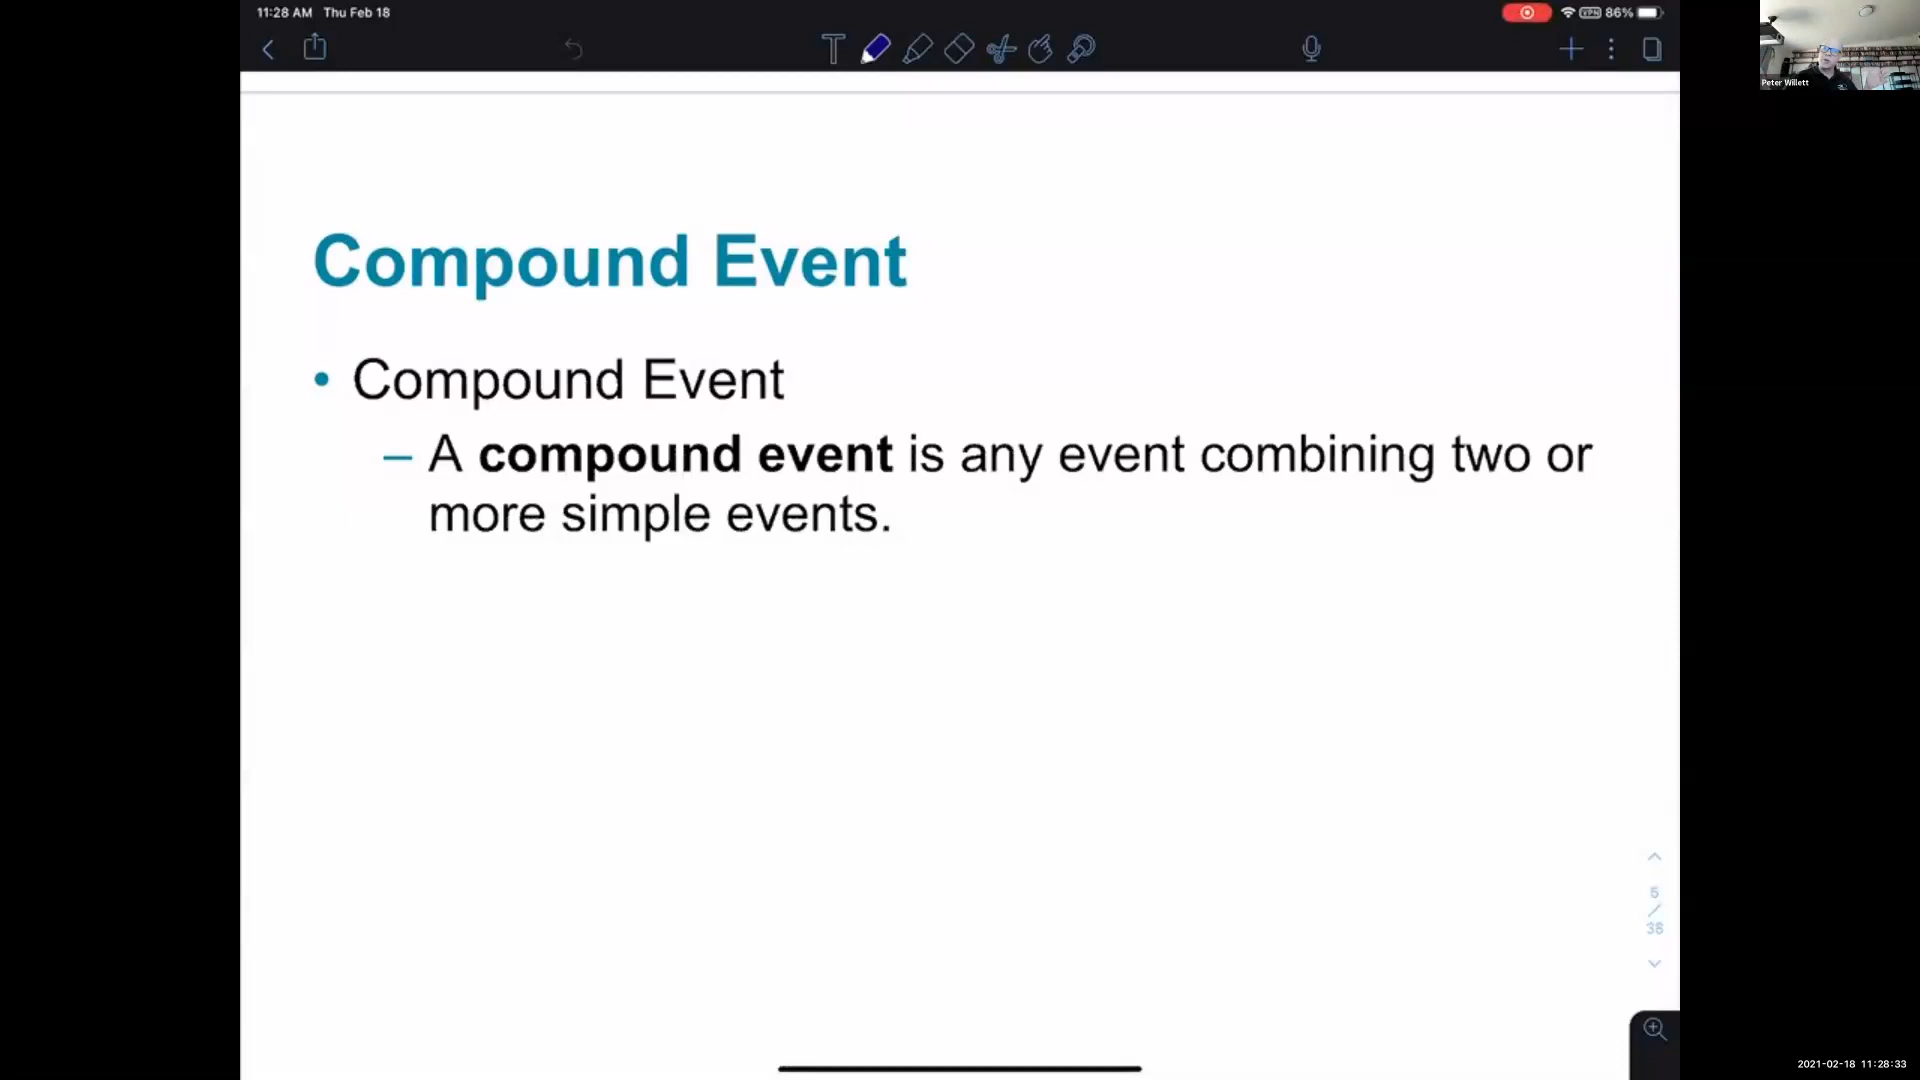 11:28 AM Thu Feb 18
VPN 86%
Peter Willett
Compound Event
• Compound Event
– A compound event is any event combining two or
more simple events.
5
/
38
2021-02-18 11:28:33